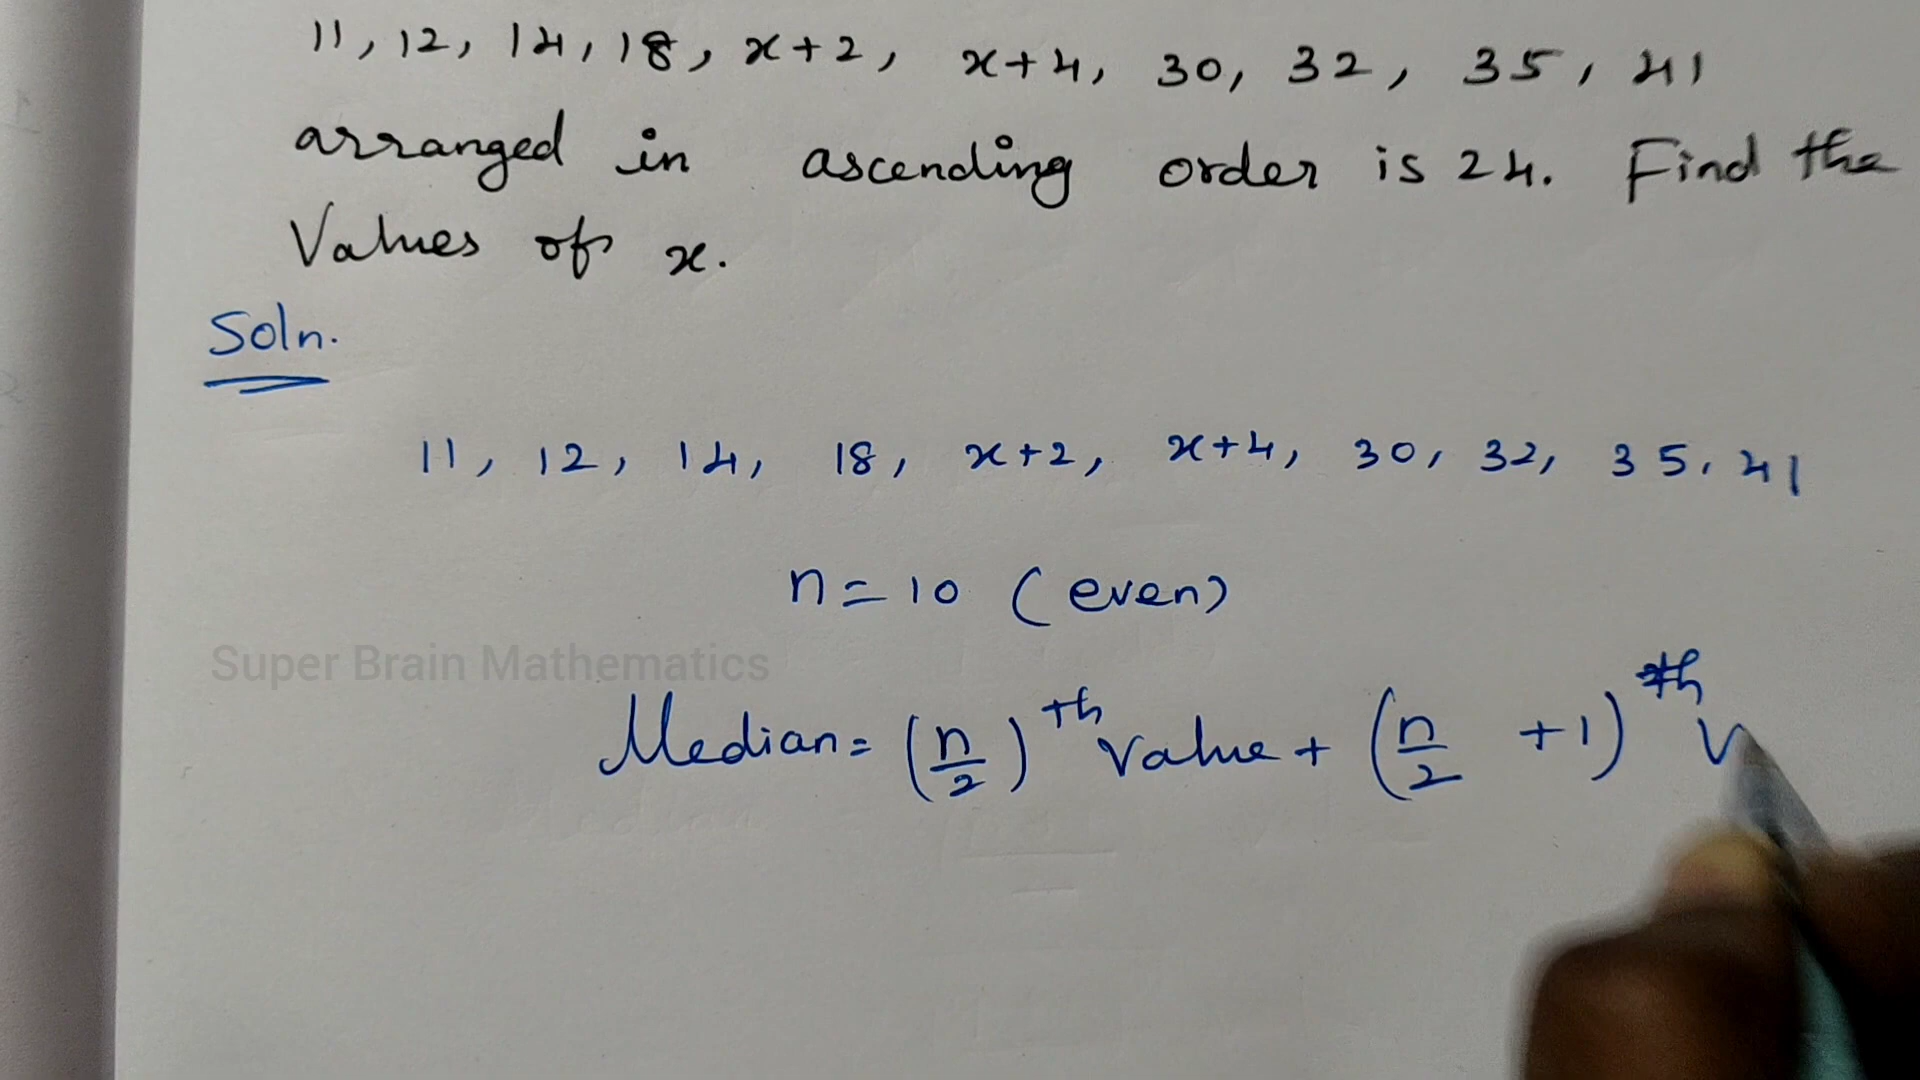 11, 12, 14, 18, x+2, x+4, 30, 32, 35, 41
arranged in ascending order is 24. Find the
Values of x.
Soln.
11, 12, 14, 18, x+2, x+4, 30, 32, 35, 41
n=10 (even)
Super Brain Mathematics
Median = (n/2)th Value + (n/2 +1)th V